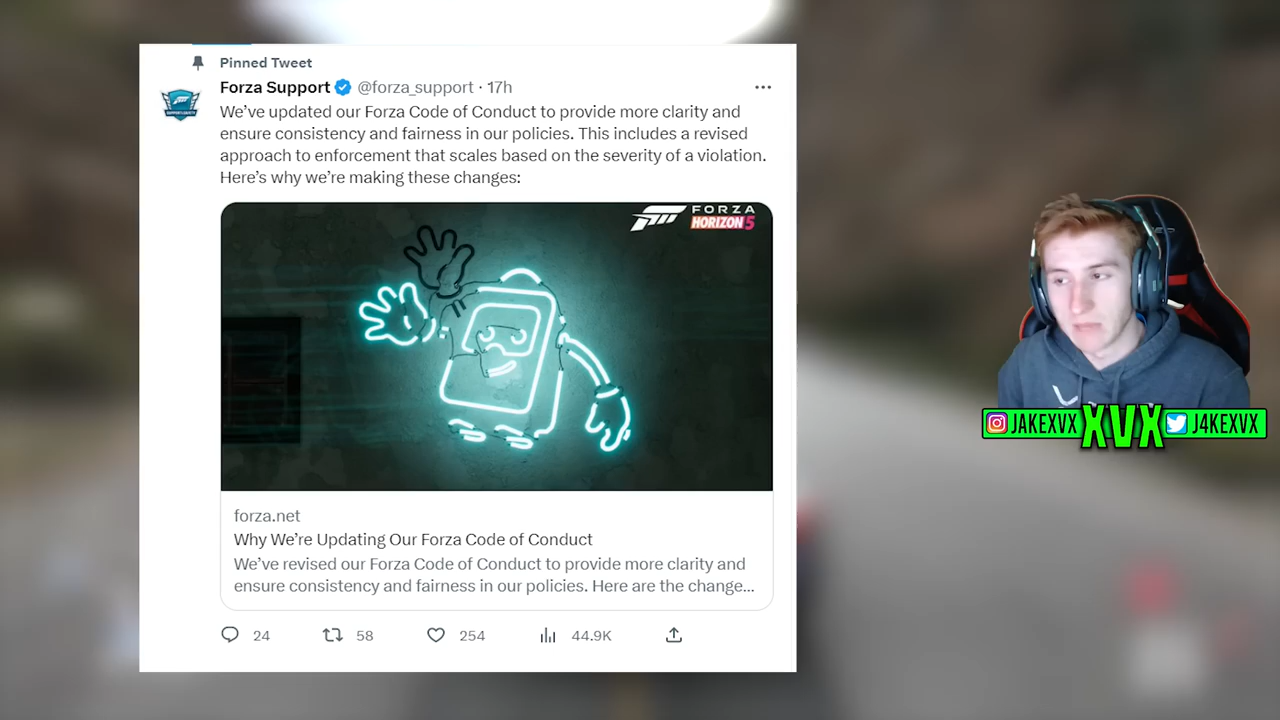 Pinned Tweet
Forza Support @forza_support · 17h
We’ve updated our Forza Code of Conduct to provide more clarity and
ensure consistency and fairness in our policies. This includes a revised
approach to enforcement that scales based on the severity of a violation.
Here’s why we’re making these changes:
FORZA
HORIZON 5
forza.net
Why We’re Updating Our Forza Code of Conduct
We’ve revised our Forza Code of Conduct to provide more clarity and
ensure consistency and fairness in our policies. Here are the change...
24 58 254 44.9K
JAKEXVX XVX J4KEXVX